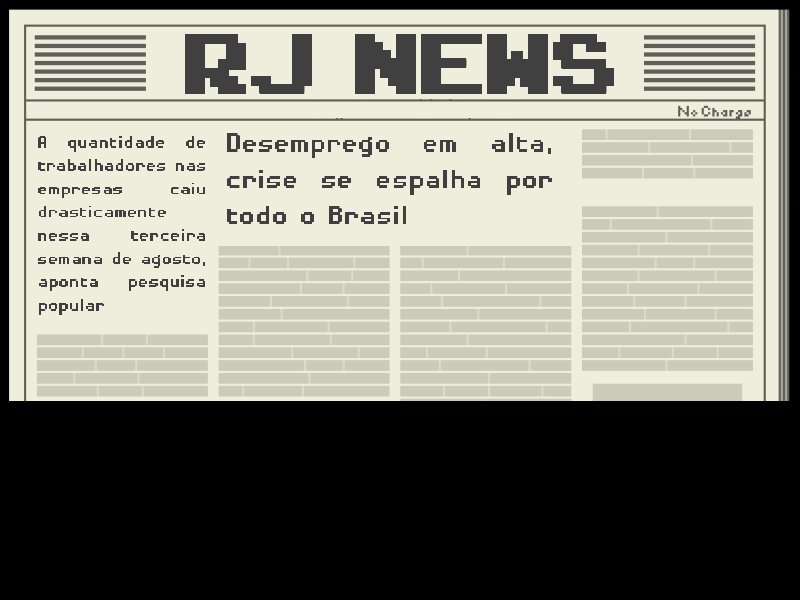 RJ NEWS
No Charge
A quantidade de
trabalhadores nas
empresas caiu
drasticamente
nessa terceira
semana de agosto,
aponta pesquisa
popular
Desemprego em alta,
crise se espalha por
todo o Brasil